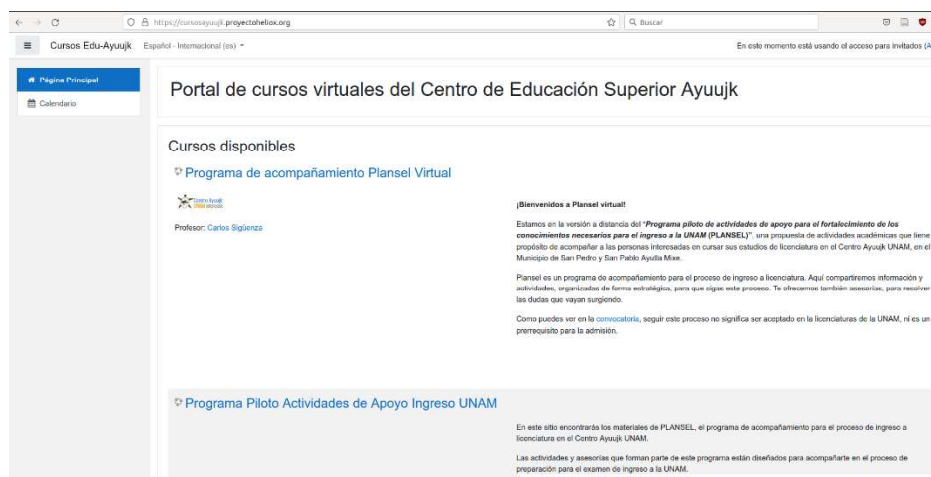 https://cursosayuujk.proyectoheliox.org
Buscar
Cursos Edu-Ayuujk
Español - Internacional (es)
En este momento está usando el acceso para invitados (A
Página Principal
Calendario
Portal de cursos virtuales del Centro de Educación Superior Ayuujk
Cursos disponibles
Programa de acompañamiento Plansel Virtual
Centro Ayuujk
UNAM
Profesor: Carlos Sigüenza
¡Bienvenidos a Plansel virtual!
Estamos en la versión a distancia del "Programa piloto de actividades de apoyo para el fortalecimiento de los
conocimientos necesarios para el ingreso a la UNAM (PLANSEL)", una propuesta de actividades académicas que tiene
propósito de acompañar a las personas interesadas en cursar sus estudios de licenciatura en el Centro Ayuujk UNAM, en el
Municipio de San Pedro y San Pablo Ayutla Mixe.
Plansel es un programa de acompañamiento para el proceso de ingreso a licenciatura. Aquí compartiremos información y
actividades, organizadas de forma estratégica, para que sigas este proceso. Te ofrecemos también asesorías, para resolver
las dudas que vayan surgiendo.
Como puedes ver en la convocatoria, seguir este proceso no significa ser aceptado en la licenciaturas de la UNAM, ni es un
prerrequisito para la admisión.
Programa Piloto Actividades de Apoyo Ingreso UNAM
En este sitio encontrarás los materiales de PLANSEL, el programa de acompañamiento para el proceso de ingreso a
licenciatura en el Centro Ayuujk UNAM.
Las actividades y asesorías que forman parte de este programa están diseñados para acompañarte en el proceso de
preparación para el examen de ingreso a la UNAM.